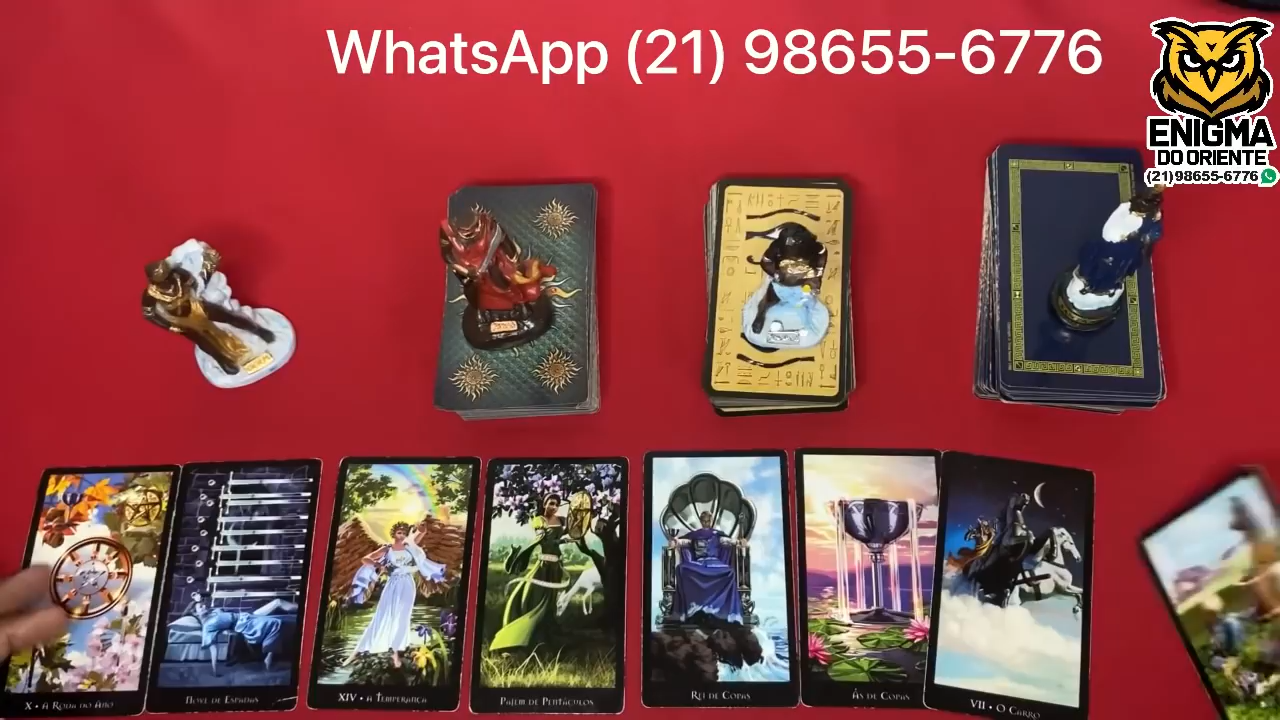 WhatsApp (21) 98655-6776
ENIGMA
DO ORIENTE
(21)98655-6776
X • A Roda do Ano
Nove de Espadas
XIV • A Temperança
Pajem de Pentáculos
Rei de Copas
Ás de Copas
VII • O Carro